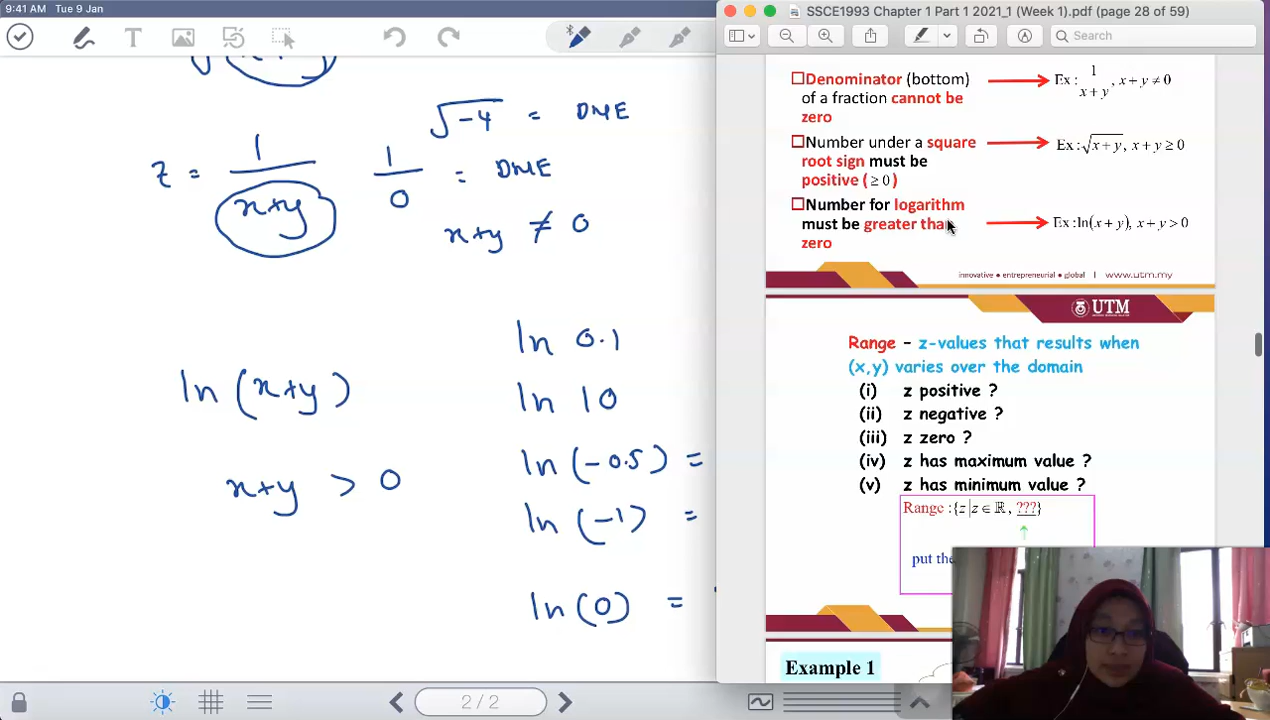 9:41 AM Tue 9 Jan
√-4 = DNE
z = 1/(x+y)
1/0 = DNE
x+y ≠ 0
ln 0.1
ln (x+y)
ln 10
ln (-0.5) =
x+y > 0
ln (-1) =
ln (0) =
2 / 2
SSCE1993 Chapter 1 Part 1 2021_1 (Week 1).pdf (page 28 of 59)
Search
Denominator (bottom)
of a fraction cannot be
zero
Ex: 1/(x+y), x+y≠0
Number under a square
root sign must be
positive (≥0)
Ex:√(x+y), x+y≥0
Number for logarithm
must be greater than
zero
Ex:ln(x+y), x+y>0
innovative ● entrepreneurial ● global | www.utm.my
UTM
Range - z-values that results when
(x,y) varies over the domain
(i) z positive ?
(ii) z negative ?
(iii) z zero ?
(iv) z has maximum value ?
(v) z has minimum value ?
Range :{z|z∈ℝ, ???}
put the
Example 1